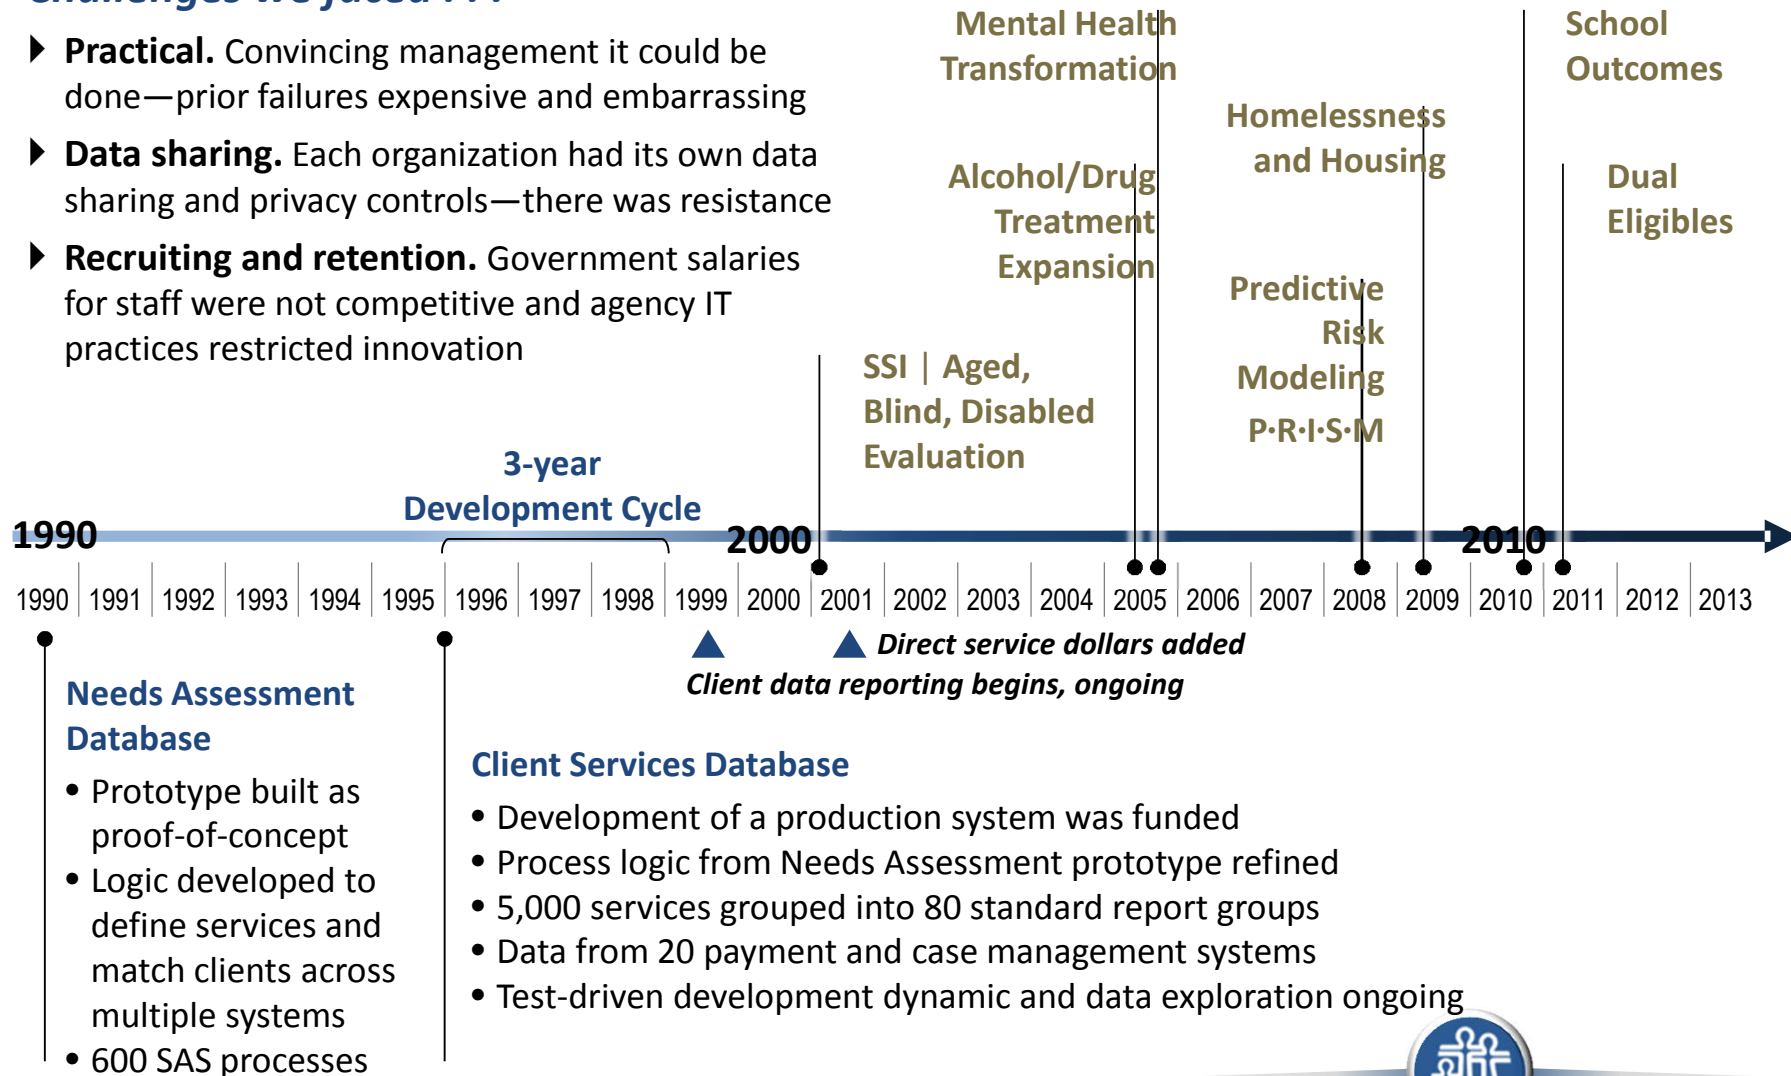 Challenges we faced . . .
Practical. Convincing management it could be
done—prior failures expensive and embarrassing
Data sharing. Each organization had its own data
sharing and privacy controls—there was resistance
Recruiting and retention. Government salaries
for staff were not competitive and agency IT
practices restricted innovation
Mental Health
Transformation
School
Outcomes
Homelessness
and Housing
Alcohol/Drug
Treatment
Expansion
Dual
Eligibles
Predictive
Risk
Modeling
P·R·I·S·M
SSI | Aged,
Blind, Disabled
Evaluation
3-year
Development Cycle
1990
2000
2010
1990 1991 1992 1993 1994 1995 1996 1997 1998 1999 2000 2001 2002 2003 2004 2005 2006 2007 2008 2009 2010 2011 2012 2013
Direct service dollars added
Client data reporting begins, ongoing
Needs Assessment
Database
• Prototype built as
proof-of-concept
• Logic developed to
define services and
match clients across
multiple systems
• 600 SAS processes
Client Services Database
• Development of a production system was funded
• Process logic from Needs Assessment prototype refined
• 5,000 services grouped into 80 standard report groups
• Data from 20 payment and case management systems
• Test-driven development dynamic and data exploration ongoing